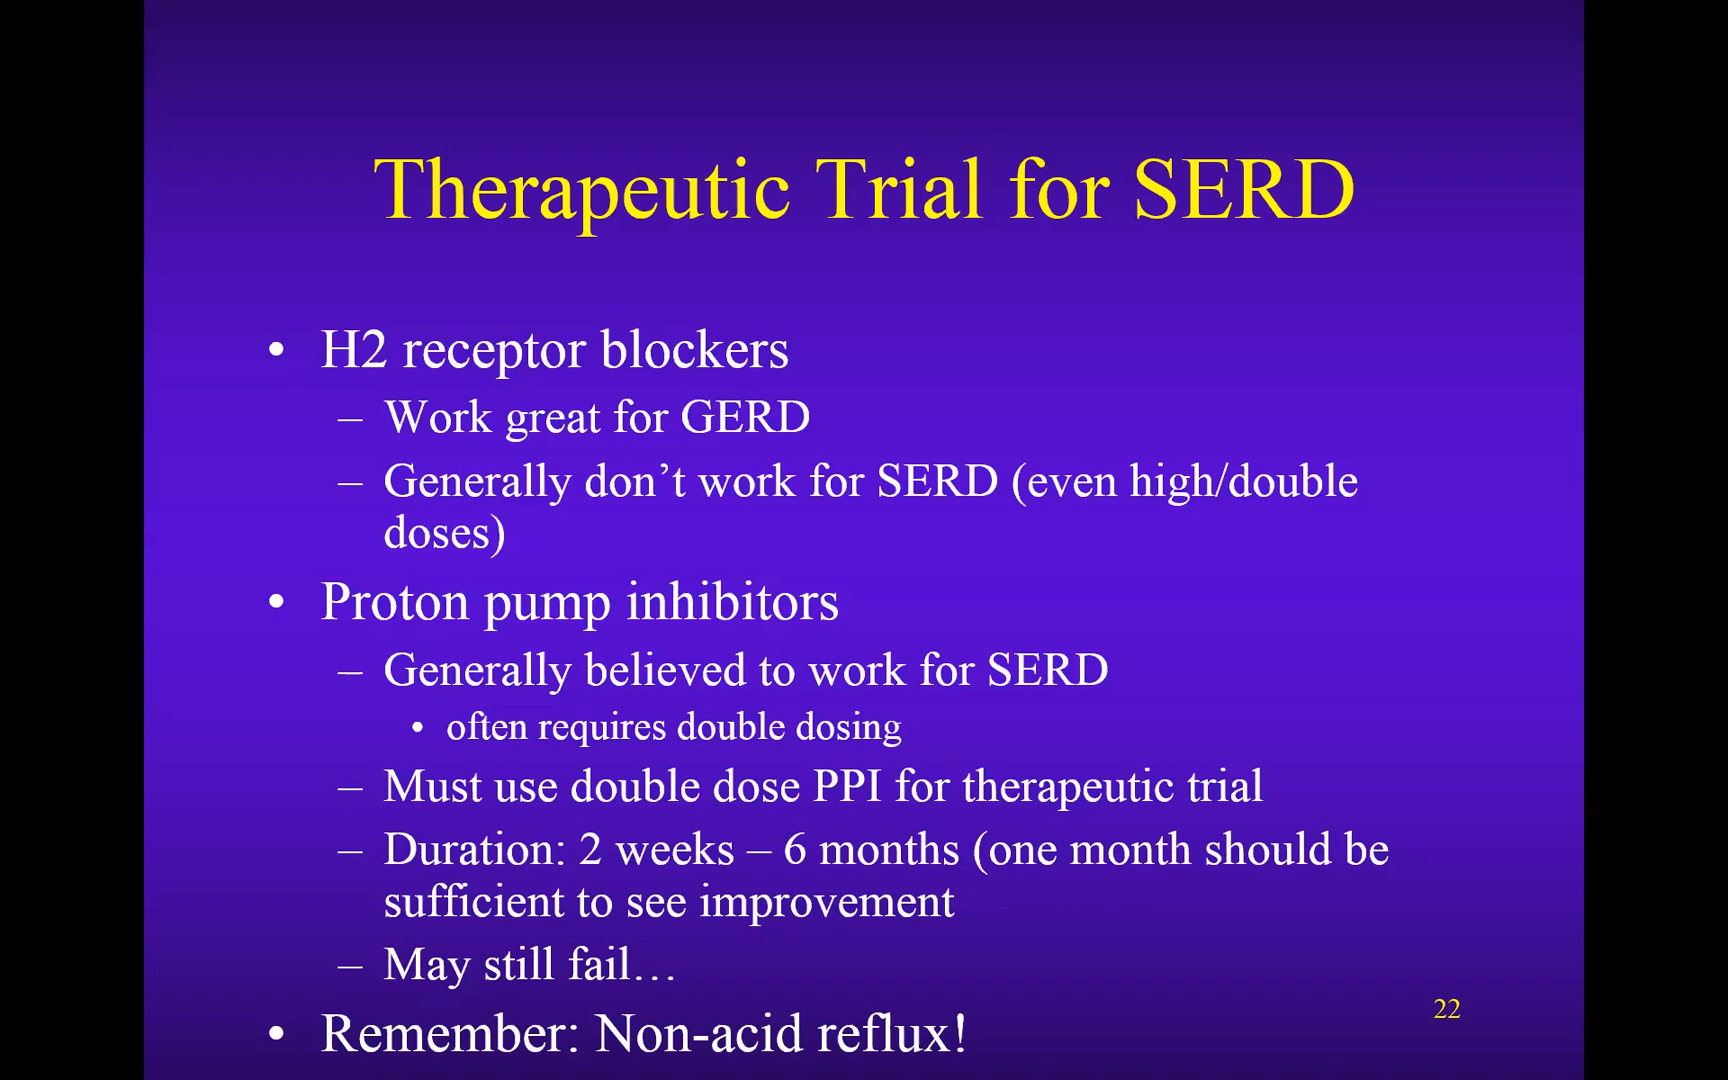 Therapeutic Trial for SERD
• H2 receptor blockers
– Work great for GERD
– Generally don’t work for SERD (even high/double
doses)
• Proton pump inhibitors
– Generally believed to work for SERD
• often requires double dosing
– Must use double dose PPI for therapeutic trial
– Duration: 2 weeks – 6 months (one month should be
sufficient to see improvement
– May still fail…
• Remember: Non-acid reflux!
22